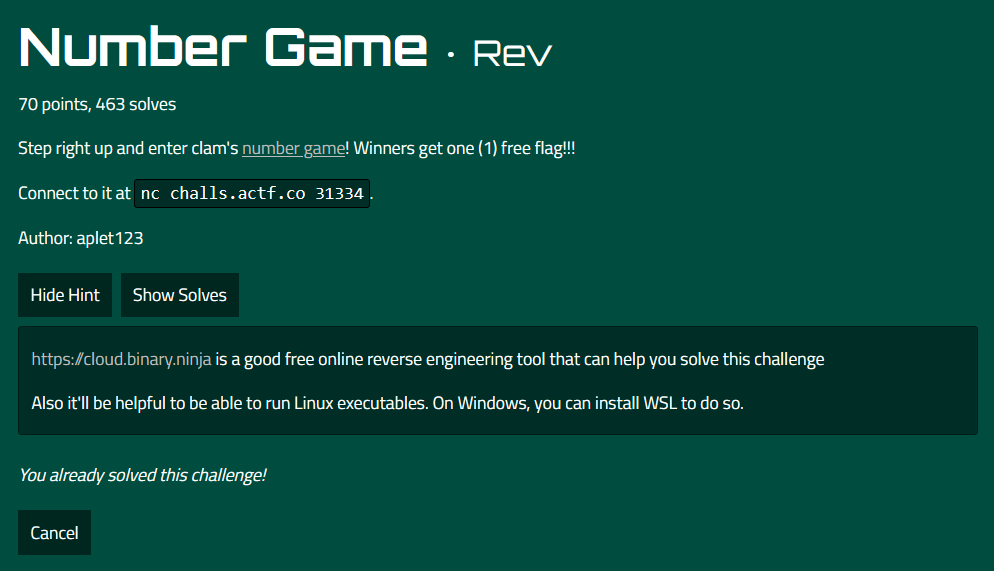 Number Game · Rev
70 points, 463 solves
Step right up and enter clam's number game! Winners get one (1) free flag!!!
Connect to it at nc challs.actf.co 31334.
Author: aplet123
Hide Hint Show Solves
https://cloud.binary.ninja is a good free online reverse engineering tool that can help you solve this challenge
Also it'll be helpful to be able to run Linux executables. On Windows, you can install WSL to do so.
You already solved this challenge!
Cancel